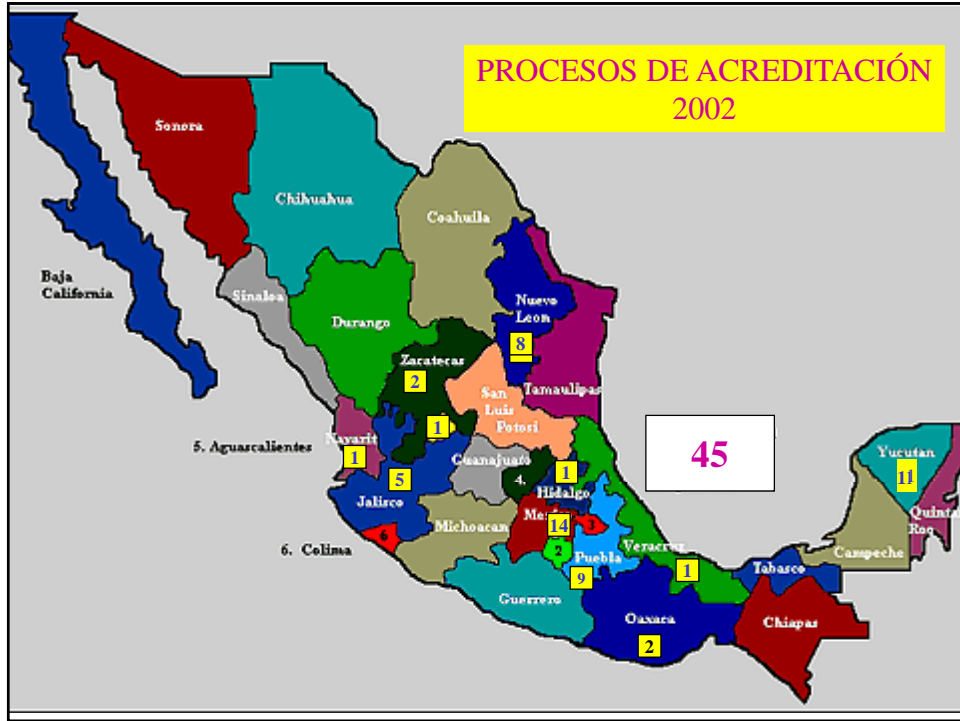 PROCESOS DE ACREDITACIÓN
2002
Sonora
Chihuahua
Coahuila
Baja
California
Sinaloa
Nuevo
Leon
Durango
8
Zacatecas
2
San
Luis
Potosi
Tamaulipas
1
5. Aguascalientes
Nayarit
1
Guanajuato
45
Yucutan
5
4.
1
Hidalgo
Jalisco
Quinta
Roo
Michoacan
14
3
6
6. Colima
2
Puebla
Veracruz
Campeche
9
1
Tabasco
Guerrero
Oaxaca
Chiapas
2